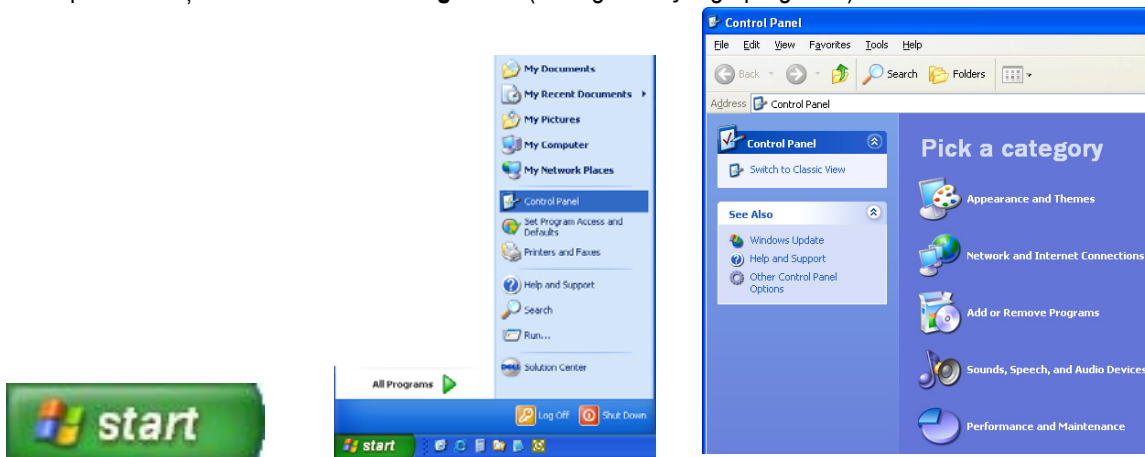 start
My Documents
My Recent Documents
My Pictures
My Computer
My Network Places
Control Panel
Set Program Access and
Defaults
Printers and Faxes
Help and Support
Search
Run...
Solution Center
All Programs
Log Off
Shut Down
start
Control Panel
File Edit View Favorites Tools Help
Back Search Folders
Address Control Panel
Control Panel
Switch to Classic View
See Also
Windows Update
Help and Support
Other Control Panel
Options
Pick a category
Appearance and Themes
Network and Internet Connections
Add or Remove Programs
Sounds, Speech, and Audio Devices
Performance and Maintenance